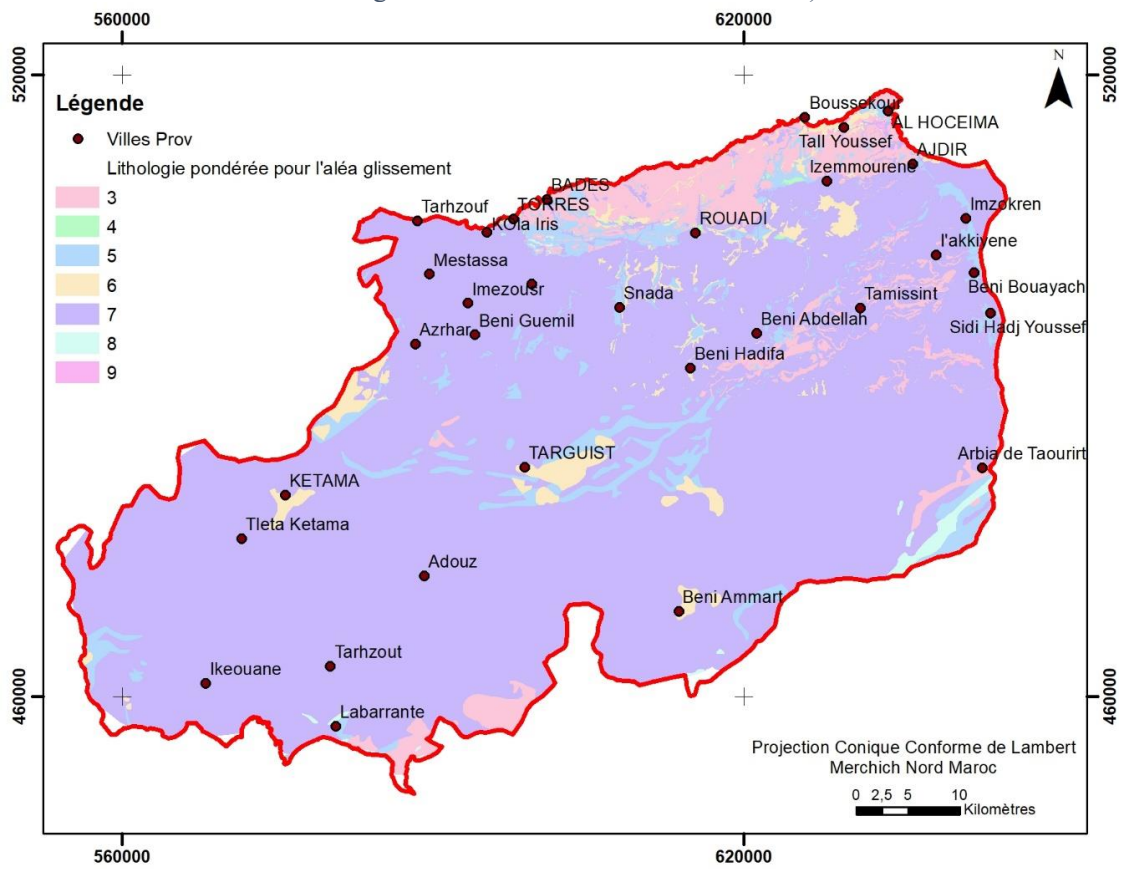 560000
620000
520000
520000
N
Légende
Villes Prov
Lithologie pondérée pour l'aléa glissement
3
4
5
6
7
8
9
Boussekour
AL HOCEIMA
Tall Youssef
AJDIR
Izemmourene
BADES
TORRES
Tarhzouf
KOla Iris
ROUADI
Imzokren
I'akkiyene
Mestassa
Beni Bouayach
Imezousr
Snada
Tamissint
Sidi Hadj Youssef
Beni Guemil
Beni Abdellah
Azrhar
Beni Hadifa
TARGUIST
Arbia de Taourirt
KETAMA
Tleta Ketama
Adouz
Beni Ammart
Tarhzout
Ikeouane
Labarrante
460000
460000
Projection Conique Conforme de Lambert
Merchich Nord Maroc
0 2,5 5 10
Kilomètres
560000
620000